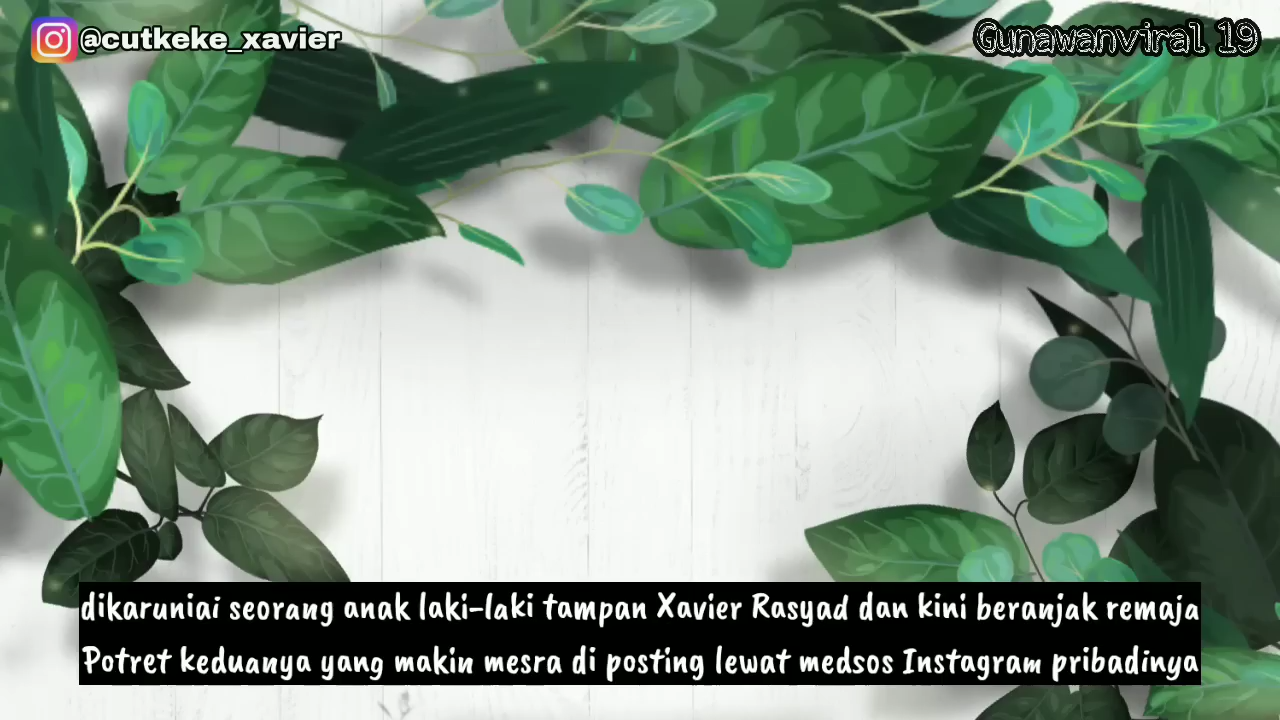 @cutkeke_xavier
Gunawanviral 19
dikaruniai seorang anak laki-laki tampan Xavier Rasyad dan kini beranjak remaja
Potret keduanya yang makin mesra di posting lewat medsos Instagram pribadinya